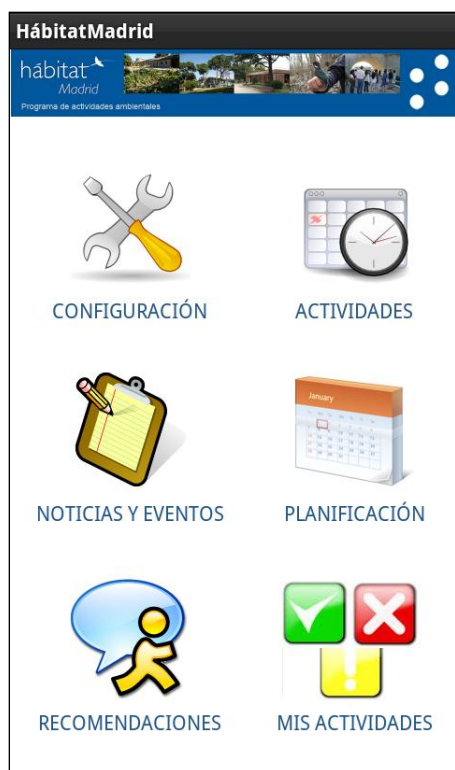 HábitatMadrid
hábitat
Madrid
Programa de actividades ambientales
CONFIGURACIÓN
ACTIVIDADES
January
NOTICIAS Y EVENTOS
PLANIFICACIÓN
RECOMENDACIONES
MIS ACTIVIDADES